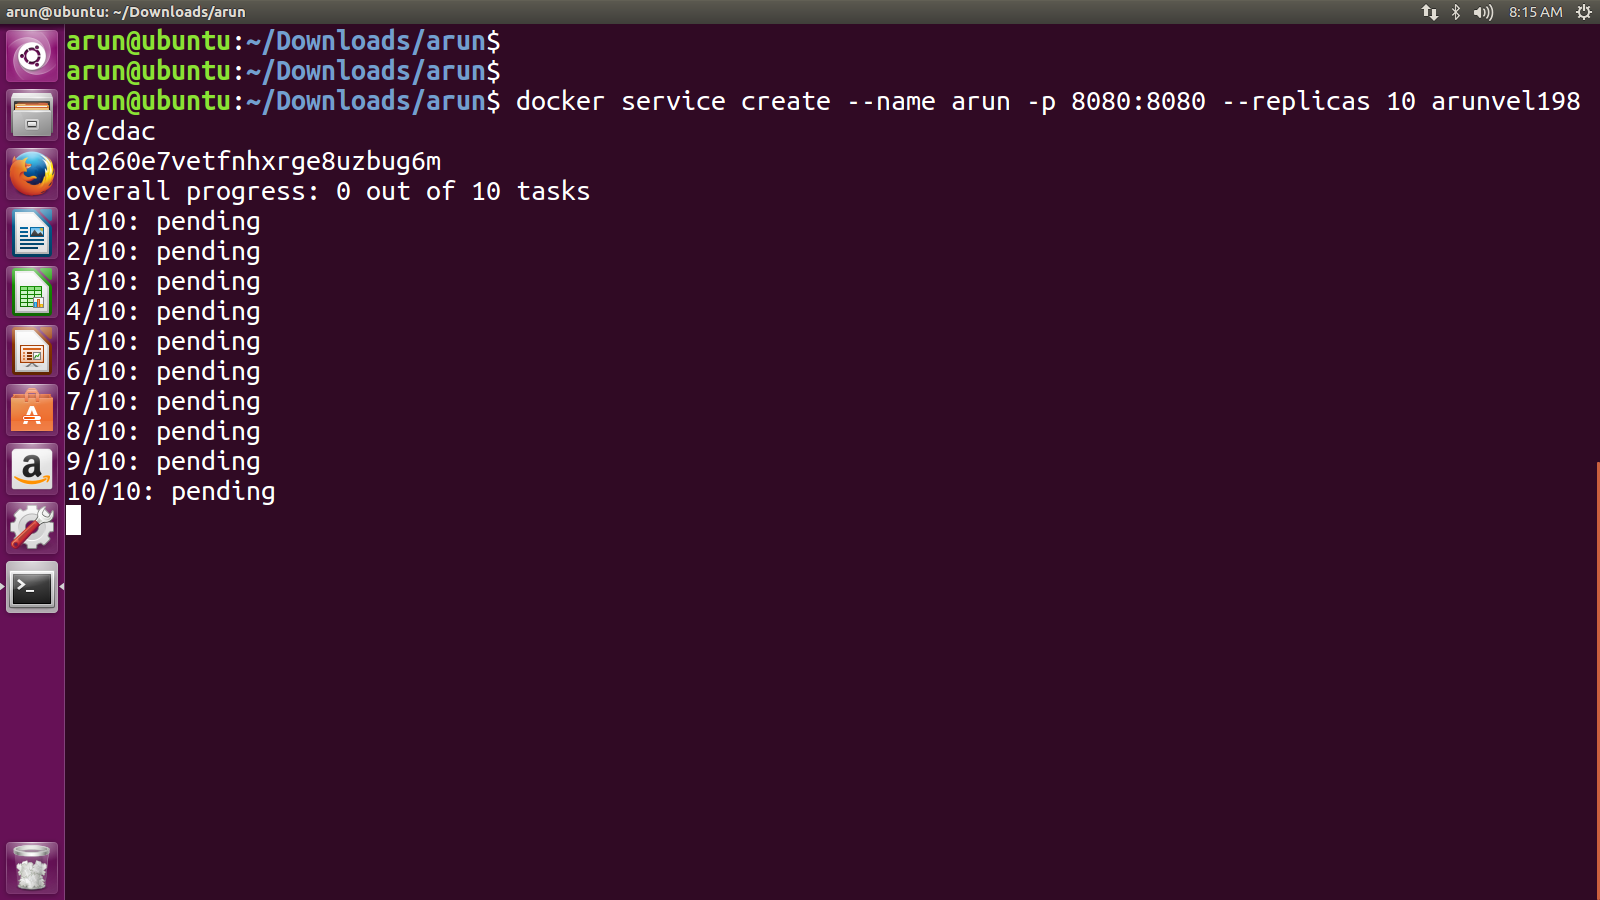 arun@ubuntu: ~/Downloads/arun
8:15 AM
arun@ubuntu:~/Downloads/arun$
arun@ubuntu:~/Downloads/arun$
arun@ubuntu:~/Downloads/arun$ docker service create --name arun -p 8080:8080 --replicas 10 arunvel198
8/cdac
tq260e7vetfnhxrge8uzbug6m
overall progress: 0 out of 10 tasks
1/10: pending
2/10: pending
3/10: pending
4/10: pending
5/10: pending
6/10: pending
7/10: pending
8/10: pending
9/10: pending
10/10: pending